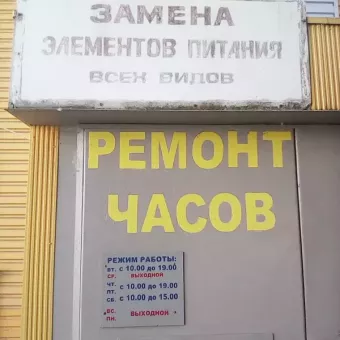 ЗАМЕНА
ЭЛЕМЕНТОВ ПИТАНИЯ
ВСЕХ ВИДОВ
РЕМОНТ
ЧАСОВ
РЕЖИМ РАБОТЫ:
ВТ. с 10.00 до 19.00
СР. ВЫХОДНОЙ
ЧТ. с 10.00 до 19.00
ПТ.
СБ. с 10.00 до 15.00
ВС. ВЫХОДНОЙ
ПН.